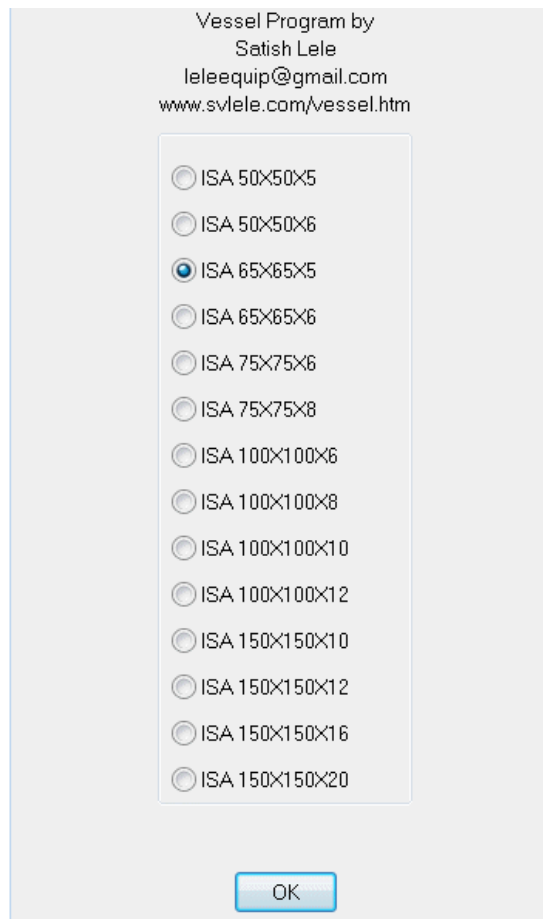 Vessel Program by
Satish Lele
leleequip@gmail.com
www.svlele.com/vessel.htm
ISA 50X50X5
ISA 50X50X6
ISA 65X65X5
ISA 65X65X6
ISA 75X75X6
ISA 75X75X8
ISA 100X100X6
ISA 100X100X8
ISA 100X100X10
ISA 100X100X12
ISA 150X150X10
ISA 150X150X12
ISA 150X150X16
ISA 150X150X20
OK